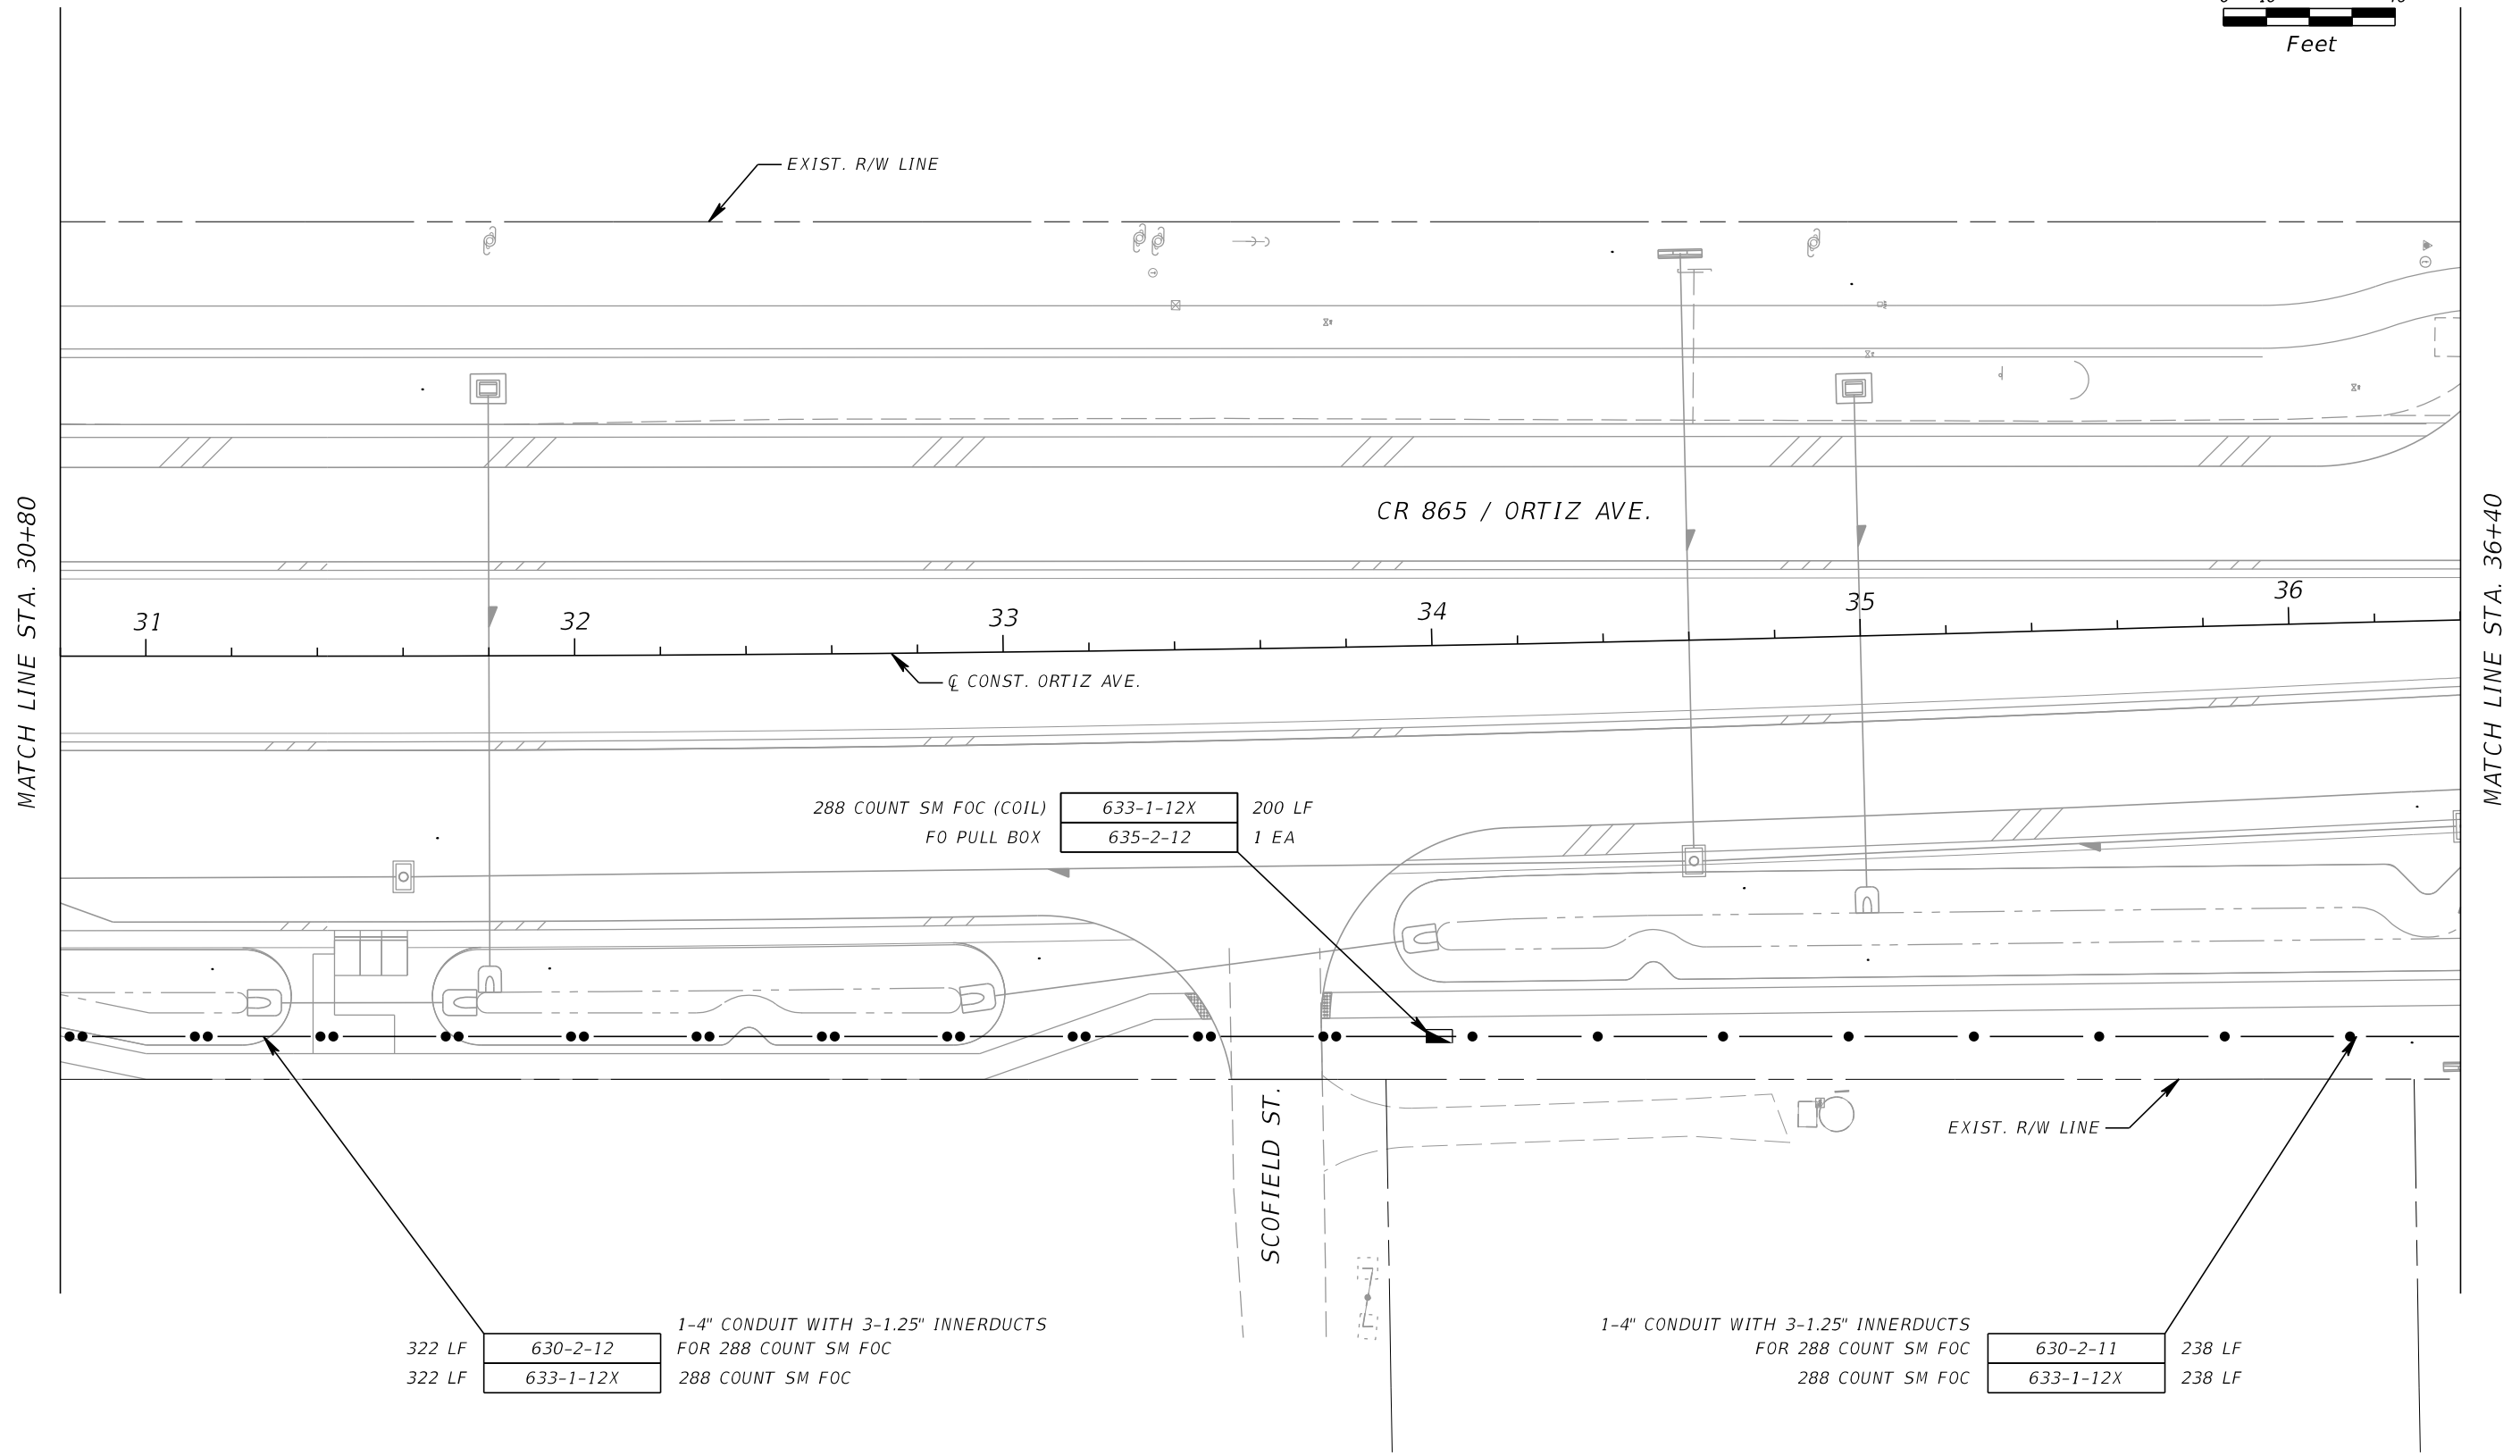 Feet
EXIST. R/W LINE
MATCH LINE STA. 30+80
MATCH LINE STA. 36+40
CR 865 / ORTIZ AVE.
31
32
33
34
35
36
℄ CONST. ORTIZ AVE.
288 COUNT SM FOC (COIL) 633-1-12X 200 LF
FO PULL BOX 635-2-12 1 EA
EXIST. R/W LINE
SCOFIELD ST.
1-4" CONDUIT WITH 3-1.25" INNERDUCTS
322 LF 630-2-12 FOR 288 COUNT SM FOC
322 LF 633-1-12X 288 COUNT SM FOC
1-4" CONDUIT WITH 3-1.25" INNERDUCTS
FOR 288 COUNT SM FOC 630-2-11 238 LF
288 COUNT SM FOC 633-1-12X 238 LF